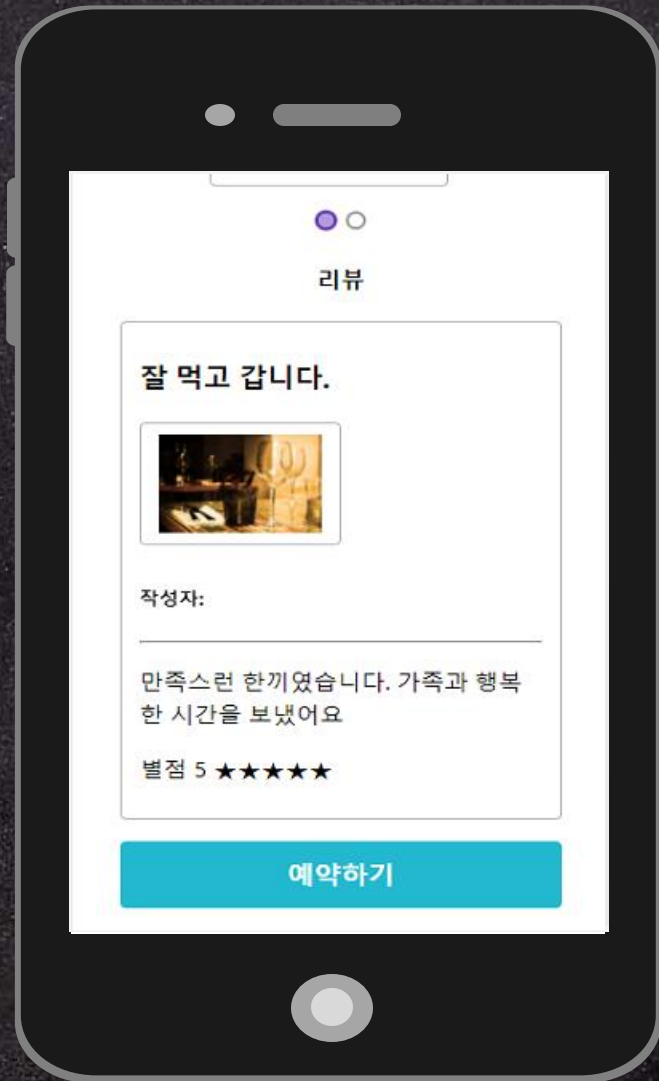 리뷰
잘 먹고 갑니다.
작성자:
만족스런 한끼였습니다. 가족과 행복
한 시간을 보냈어요
별점 5 ★★★★★
예약하기